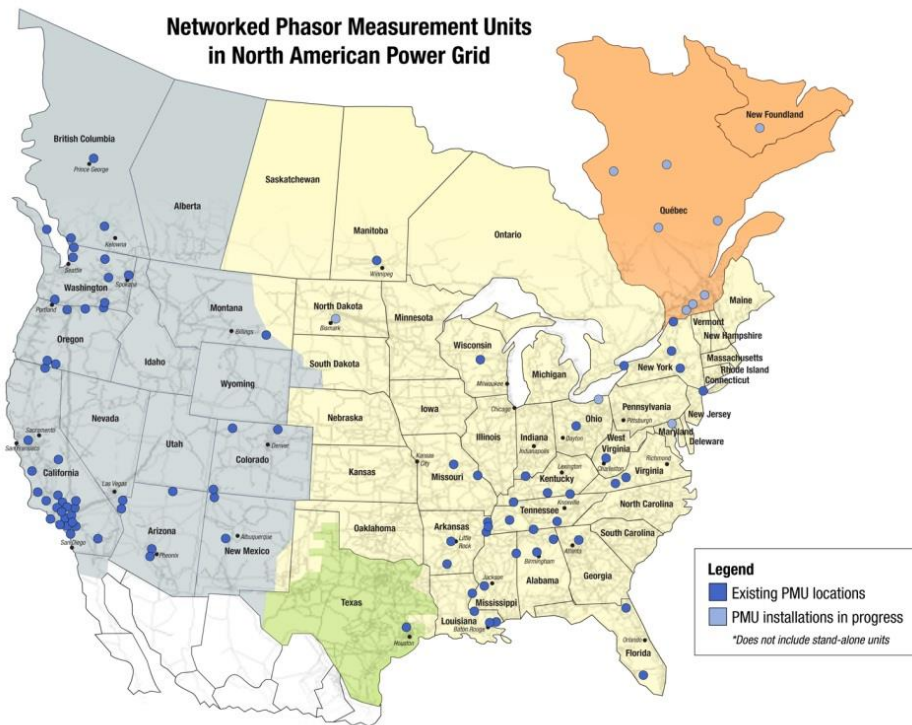 Networked Phasor Measurement Units
in North American Power Grid
British Columbia
Prince George
Alberta
Saskatchewan
Manitoba
Winnipeg
Ontario
Québec
New Foundland
Kelowna
Seattle
Spokane
Washington
Portland
Oregon
Idaho
Montana
Billings
North Dakota
Bismark
Minnesota
South Dakota
Wyoming
Wisconsin
Milwaukee
Michigan
Maine
Vermont
New Hampshire
Massachusetts
Rhode Island
Connecticut
New York
Pennsylvania
Pittsburgh
New Jersey
Maryland
Deleware
Nebraska
Iowa
Chicago
Illinois
Indiana
Indianapolis
Ohio
Dayton
West
Virginia
Charleston
Richmond
Virginia
Nevada
Utah
Colorado
Denver
Kansas
Kansas
City
Missouri
Lexington
Kentucky
Sacramento
San Francisco
California
Las Vegas
San Diego
Arizona
Phoenix
Albuquerque
New Mexico
Oklahoma
Arkansas
Little
Rock
Tennessee
Knoxville
North Carolina
South Carolina
Atlanta
Georgia
Birmingham
Alabama
Jackson
Mississippi
Louisiana
Baton Rouge
Texas
Houston
Orlando
Florida
Legend
Existing PMU locations
PMU installations in progress
*Does not include stand-alone units